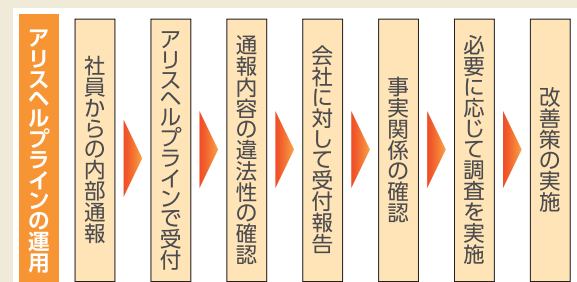 アリスヘルプラインの運用
社員からの内部通報
アリスヘルプラインで受付
通報内容の違法性の確認
会社に対して受付報告
事実関係の確認
必要に応じて調査を実施
改善策の実施